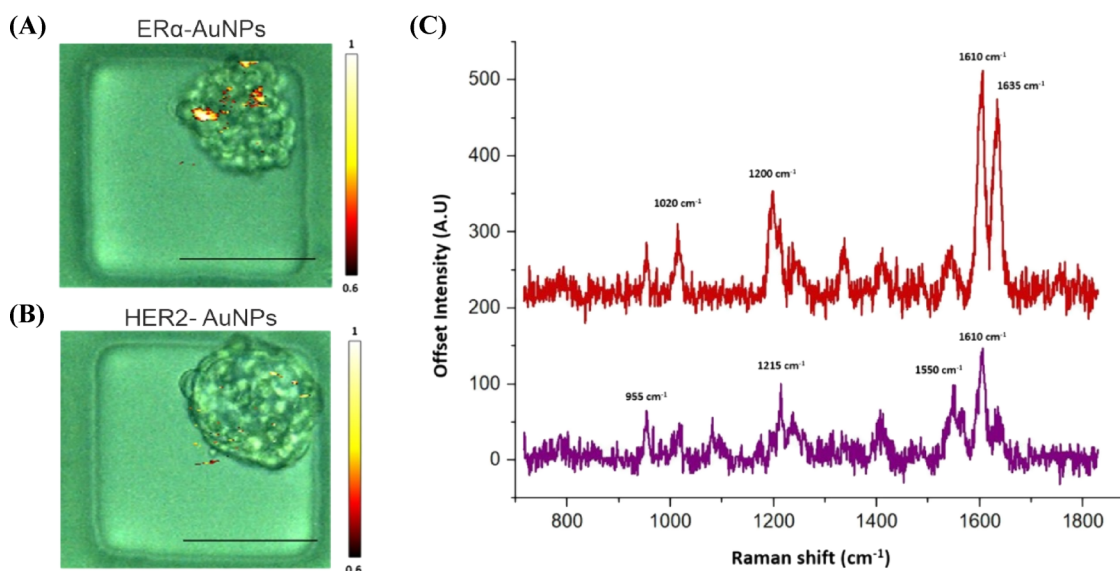 (A)
ERα-AuNPs
1
0.6
(B)
HER2- AuNPs
1
0.6
(C)
Offset Intensity (A.U)
500
400
300
200
100
0
1020 cm⁻¹
1200 cm⁻¹
1610 cm⁻¹
1635 cm⁻¹
955 cm⁻¹
1215 cm⁻¹
1550 cm⁻¹
1610 cm⁻¹
800 1000 1200 1400 1600 1800
Raman shift (cm⁻¹)